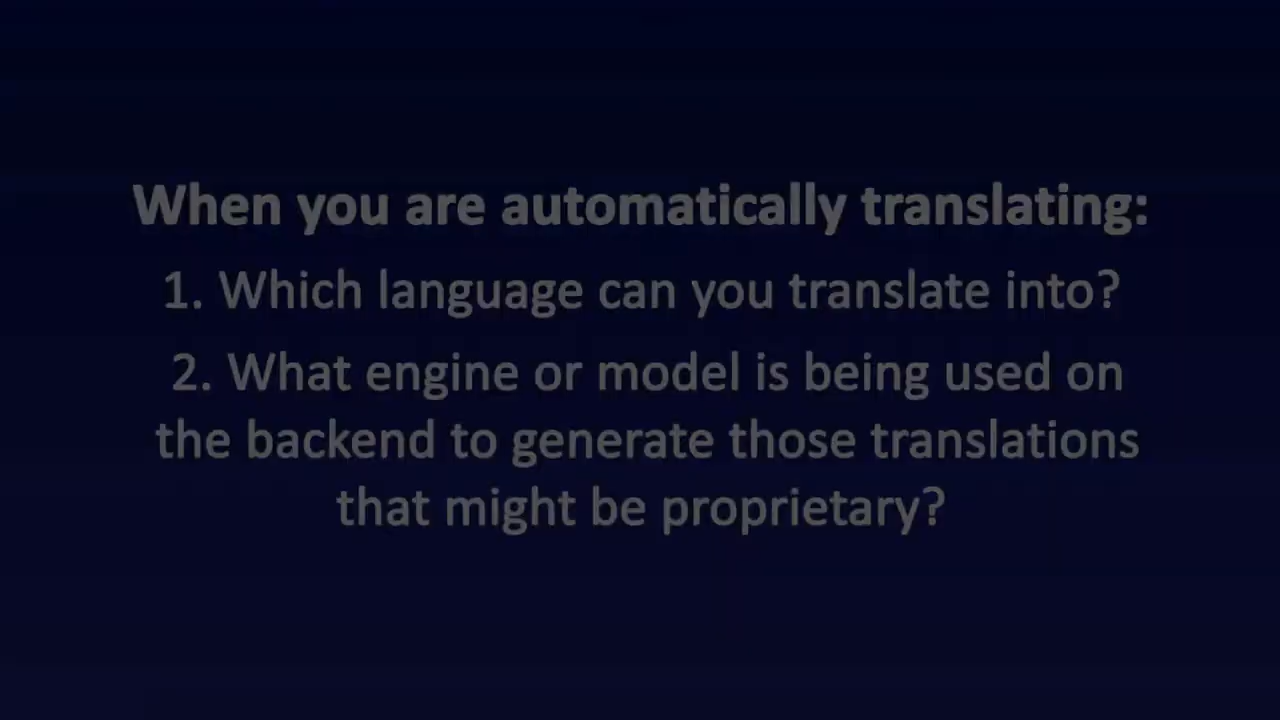 When you are automatically translating:
1. Which language can you translate into?
2. What engine or model is being used on
the backend to generate those translations
that might be proprietary?